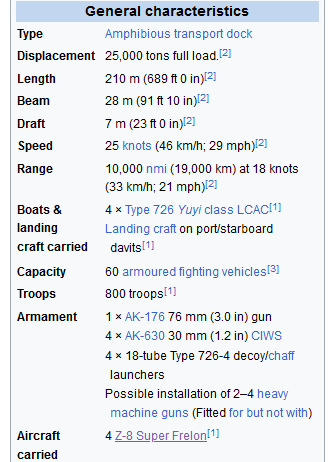 General characteristics
Type Amphibious transport dock
Displacement 25,000 tons full load.[2]
Length 210 m (689 ft 0 in)[2]
Beam 28 m (91 ft 10 in)[2]
Draft 7 m (23 ft 0 in)[2]
Speed 25 knots (46 km/h; 29 mph)[2]
Range 10,000 nmi (19,000 km) at 18 knots
(33 km/h; 21 mph)[2]
Boats & 4 × Type 726 Yuyi class LCAC[1]
landing Landing craft on port/starboard
craft carried davits[1]
Capacity 60 armoured fighting vehicles[3]
Troops 800 troops[1]
Armament 1 × AK-176 76 mm (3.0 in) gun
4 × AK-630 30 mm (1.2 in) CIWS
4 × 18-tube Type 726-4 decoy/chaff
launchers
Possible installation of 2–4 heavy
machine guns (Fitted for but not with)
Aircraft 4 Z-8 Super Frelon[1]
carried